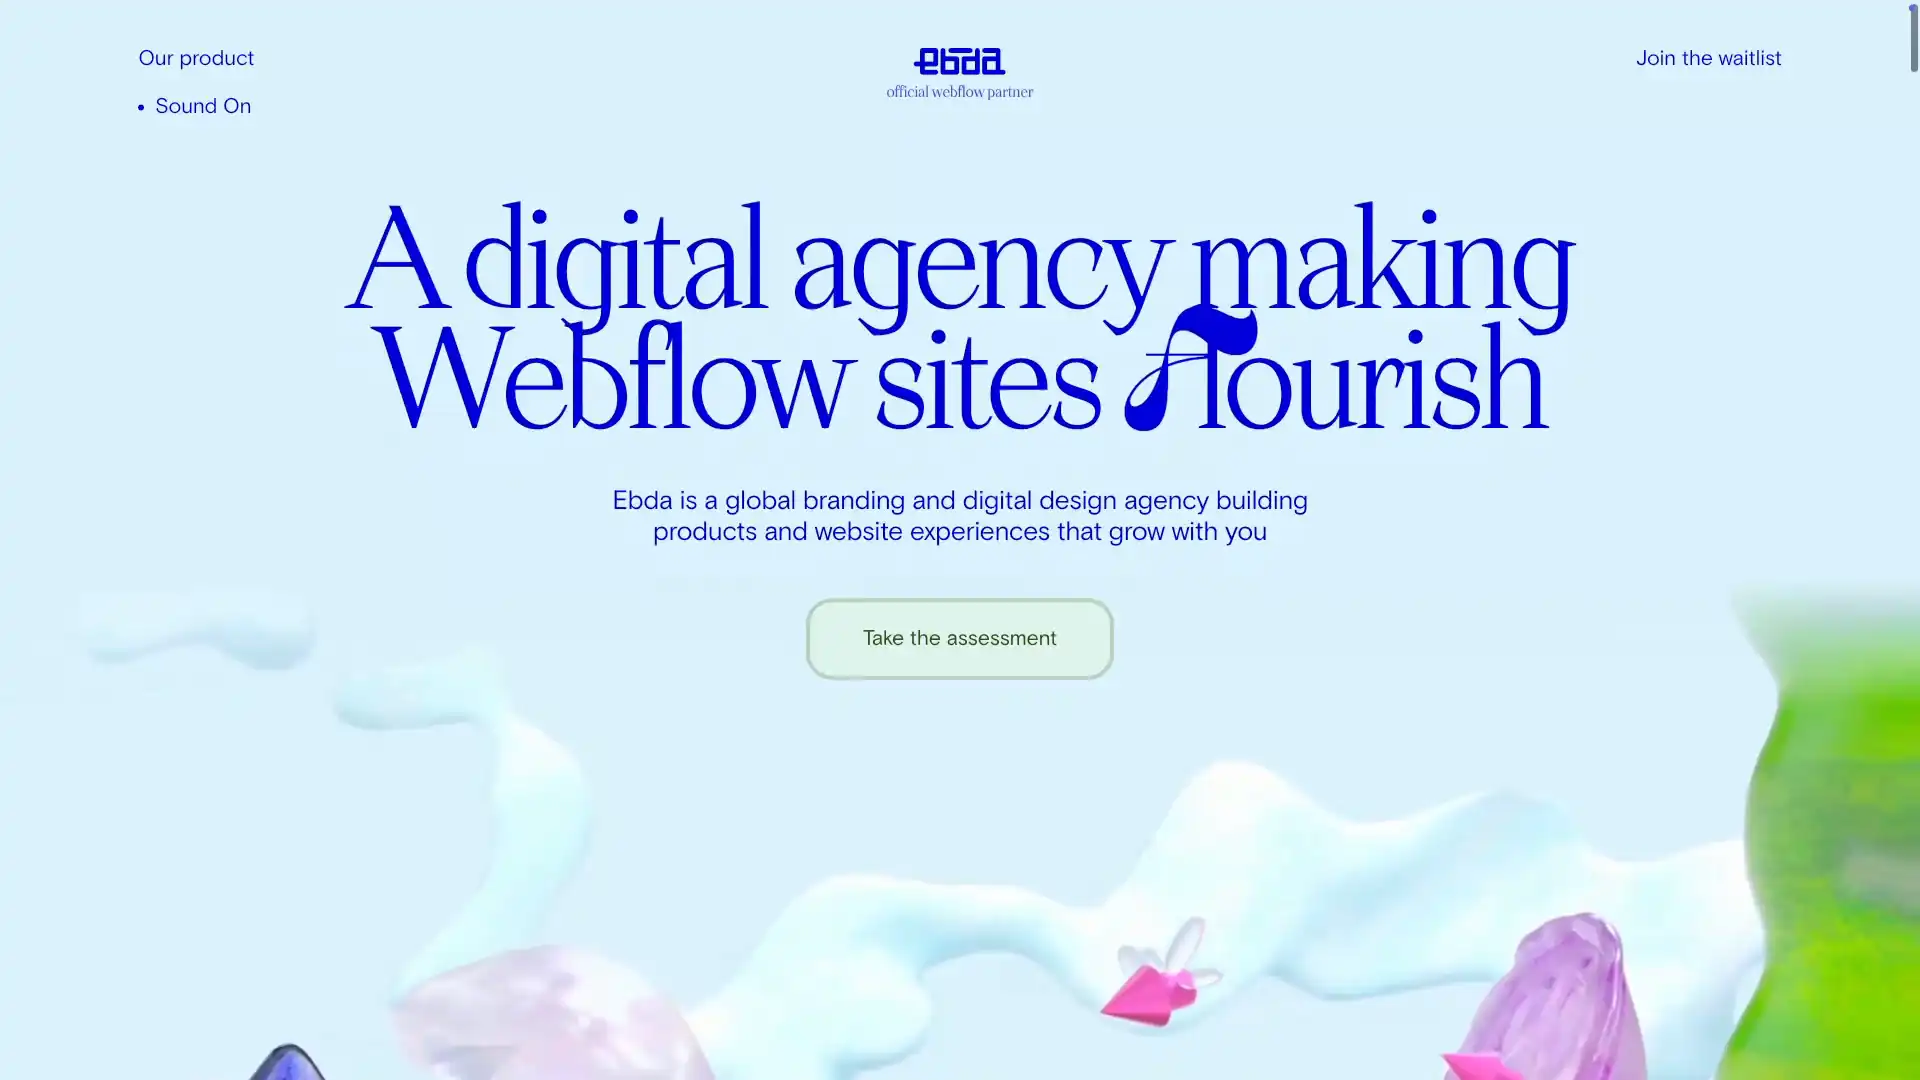 Our product
• Sound On
ebda
official webflow partner
Join the waitlist
A digital agency making
Webflow sites flourish
Ebda is a global branding and digital design agency building
products and website experiences that grow with you
Take the assessment